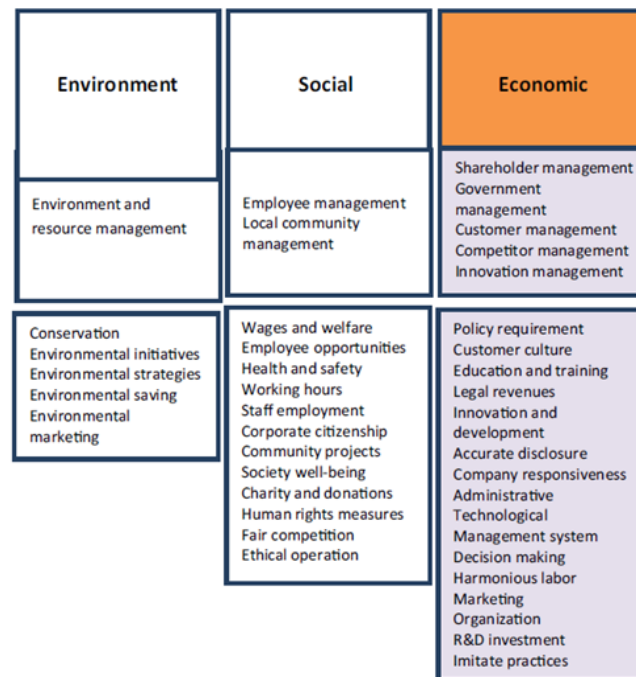 Environment
Social
Economic
Environment and
resource management
Employee management
Local community
management
Shareholder management
Government
management
Customer management
Competitor management
Innovation management
Conservation
Environmental initiatives
Environmental strategies
Environmental saving
Environmental
marketing
Wages and welfare
Employee opportunities
Health and safety
Working hours
Staff employment
Corporate citizenship
Community projects
Society well-being
Charity and donations
Human rights measures
Fair competition
Ethical operation
Policy requirement
Customer culture
Education and training
Legal revenues
Innovation and
development
Accurate disclosure
Company responsiveness
Administrative
Technological
Management system
Decision making
Harmonious labor
Marketing
Organization
R&D investment
Imitate practices